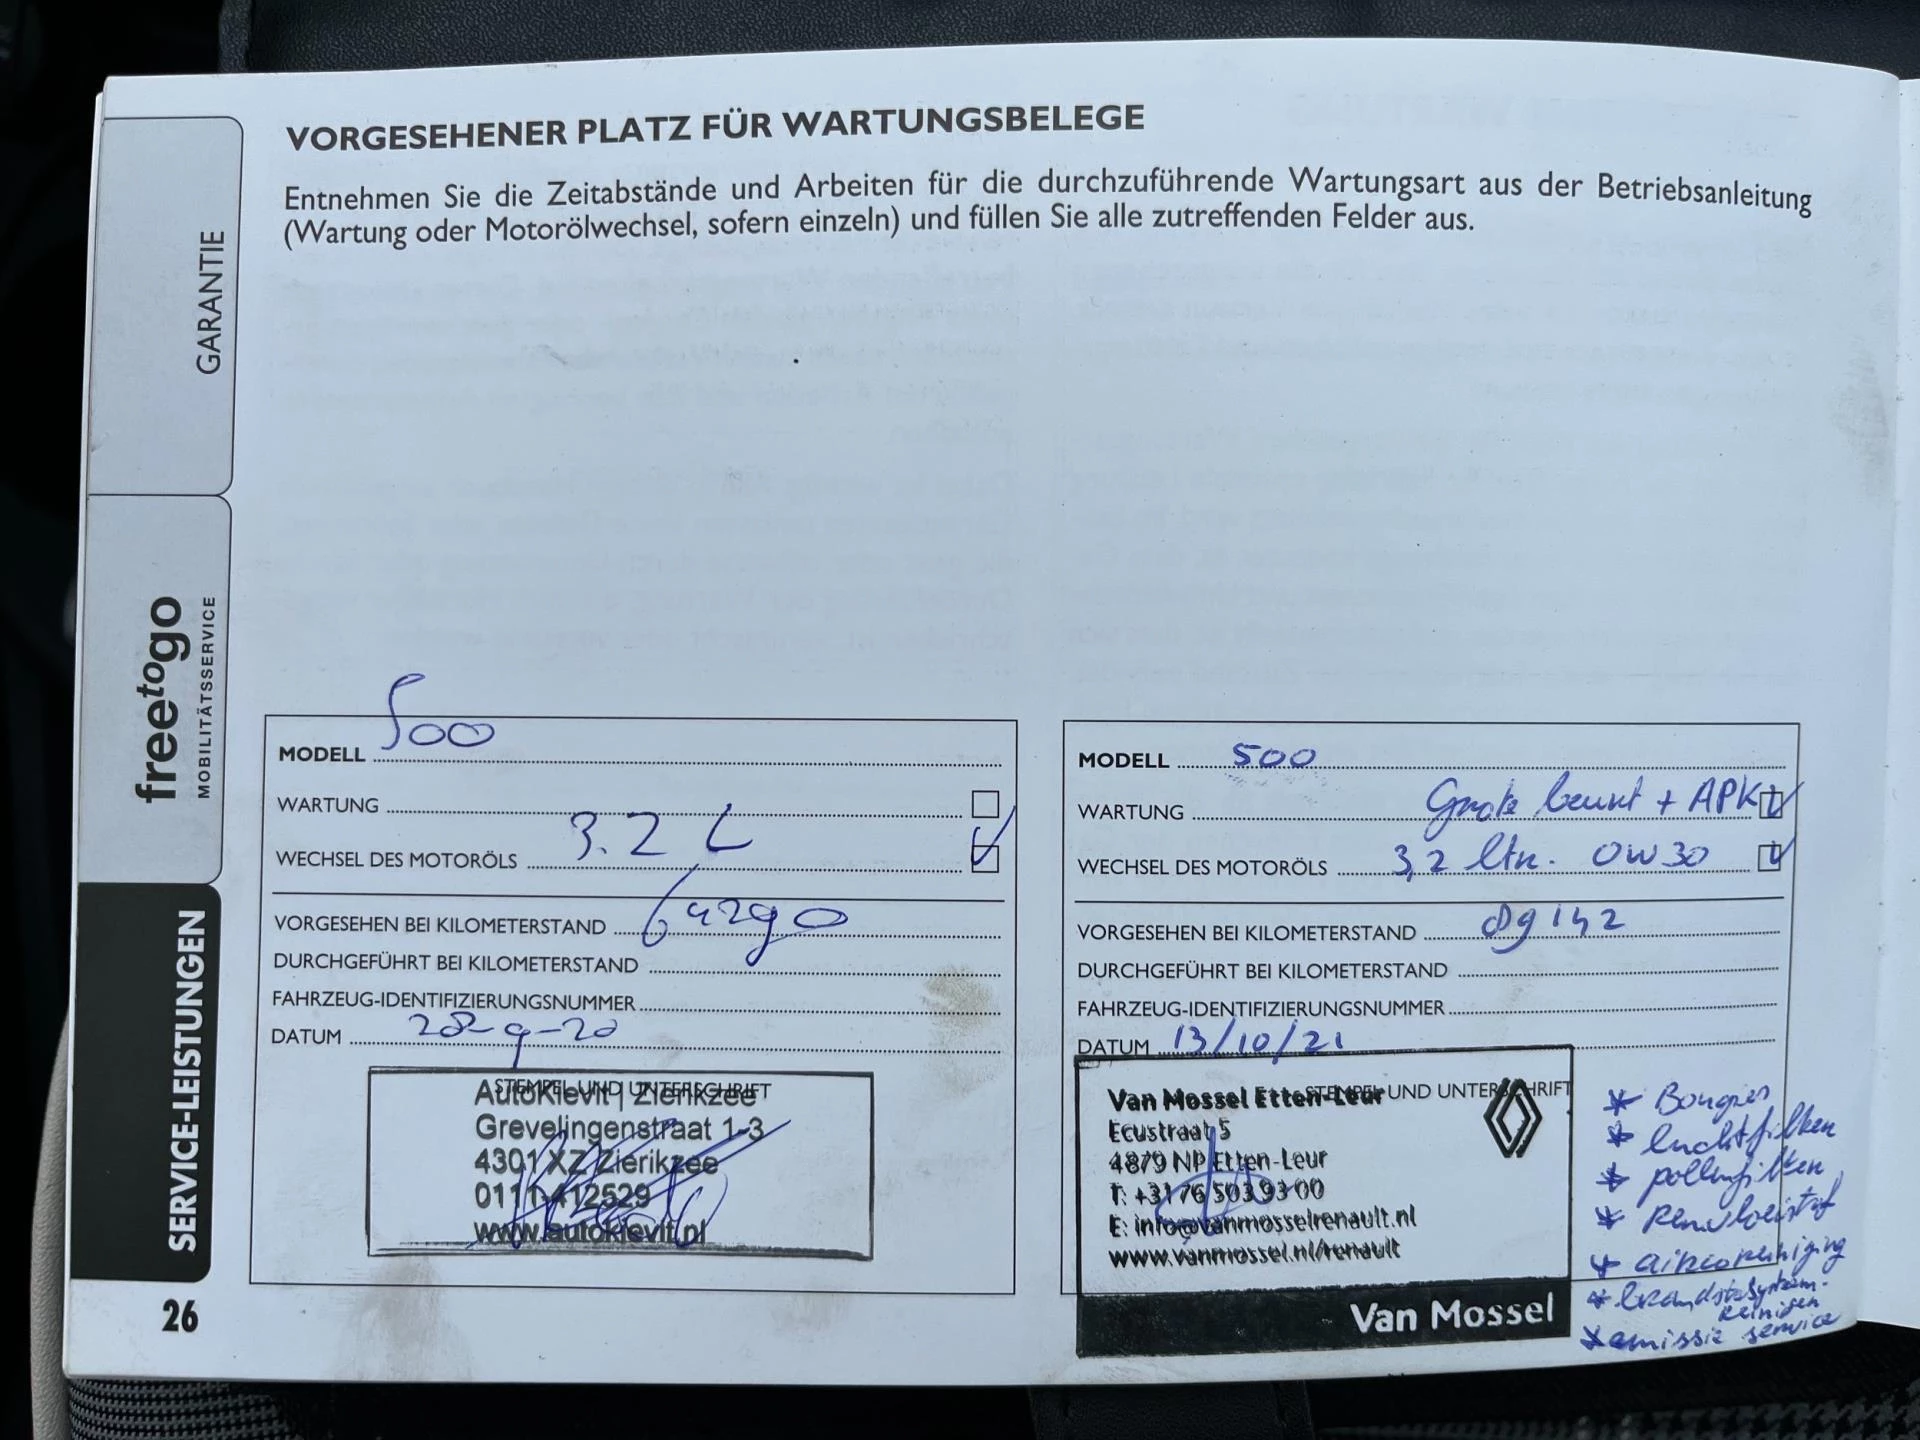 VORGESEHENER PLATZ FÜR WARTUNGSBELEGE
Entnehmen Sie die Zeitabstände und Arbeiten für die durchzuführende Wartungsart aus der Betriebsanleitung
(Wartung oder Motorölwechsel, sofern einzeln) und füllen Sie alle zutreffenden Felder aus.
GARANTIE
freetogo
MOBILITÄTSSERVICE
SERVICE-LEISTUNGEN
26
MODELL 500
WARTUNG
WECHSEL DES MOTORÖLS 3.2 L
VORGESEHEN BEI KILOMETERSTAND 64290
DURCHGEFÜHRT BEI KILOMETERSTAND
FAHRZEUG-IDENTIFIZIERUNGSNUMMER
DATUM 28-9-20
STEMPEL UND UNTERSCHRIFT
AutoKievit | Zierikzee
Grevelingenstraat 1-3
4301 XZ Zierikzee
0111-412529
www.autokievit.nl
MODELL 500
WARTUNG Grote beurt + APK
WECHSEL DES MOTORÖLS 3,2 ltr. 0W30
VORGESEHEN BEI KILOMETERSTAND 89142
DURCHGEFÜHRT BEI KILOMETERSTAND
FAHRZEUG-IDENTIFIZIERUNGSNUMMER
DATUM 13/10/21
STEMPEL UND UNTERSCHRIFT
Van Mossel Etten-Leur
Ecustraat 5
4879 NP Etten-Leur
T: +31 76 503 93 00
E: info@vanmosselrenault.nl
www.vanmossel.nl/renault
Van Mossel
* Bougies
* luchtfilter
* pollenfilter
* remvloeistof
* aircoreiniging
* brandstofsysteem
reinigen
* emissie service